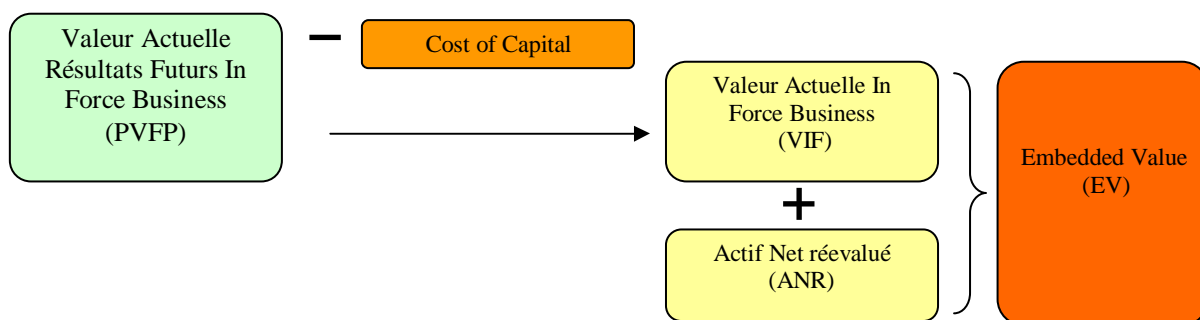 Valeur Actuelle
Résultats Futurs In
Force Business
(PVFP)
−
Cost of Capital
Valeur Actuelle In
Force Business
(VIF)
+
Actif Net réevalué
(ANR)
Embedded Value
(EV)